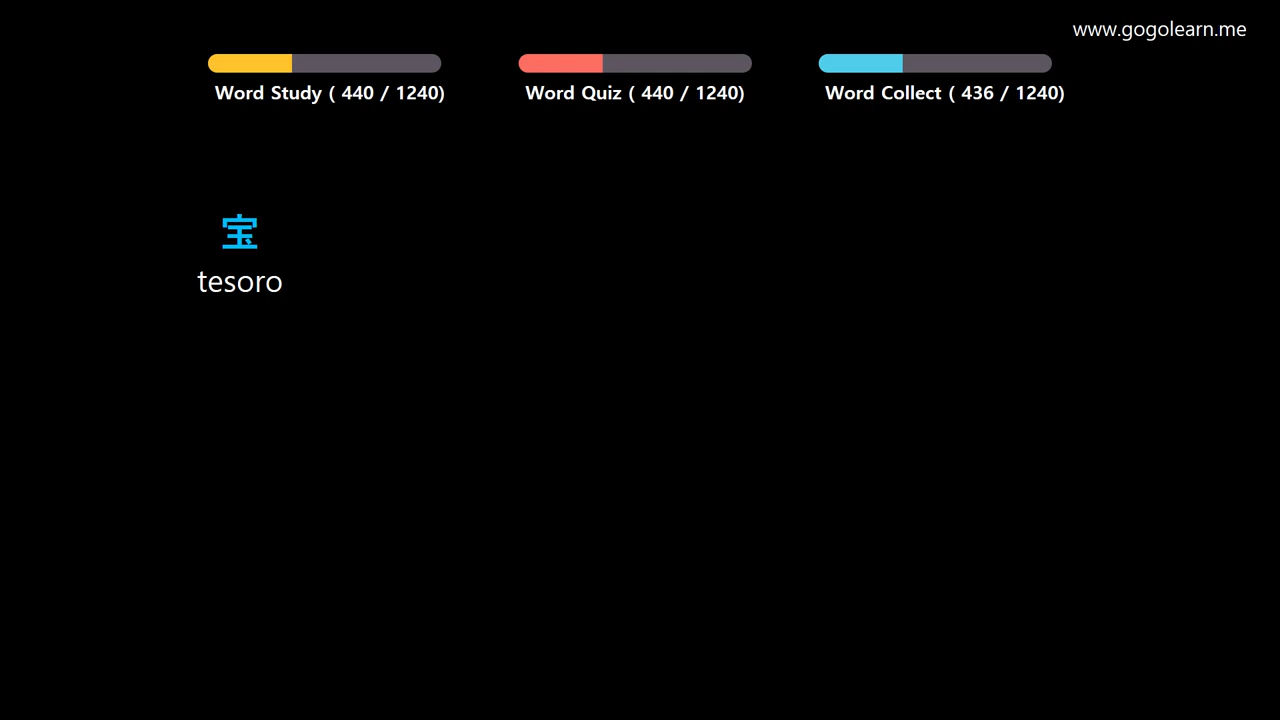 www.gogolearn.me
Word Study ( 440 / 1240)
Word Quiz ( 440 / 1240)
Word Collect ( 436 / 1240)
宝
tesoro